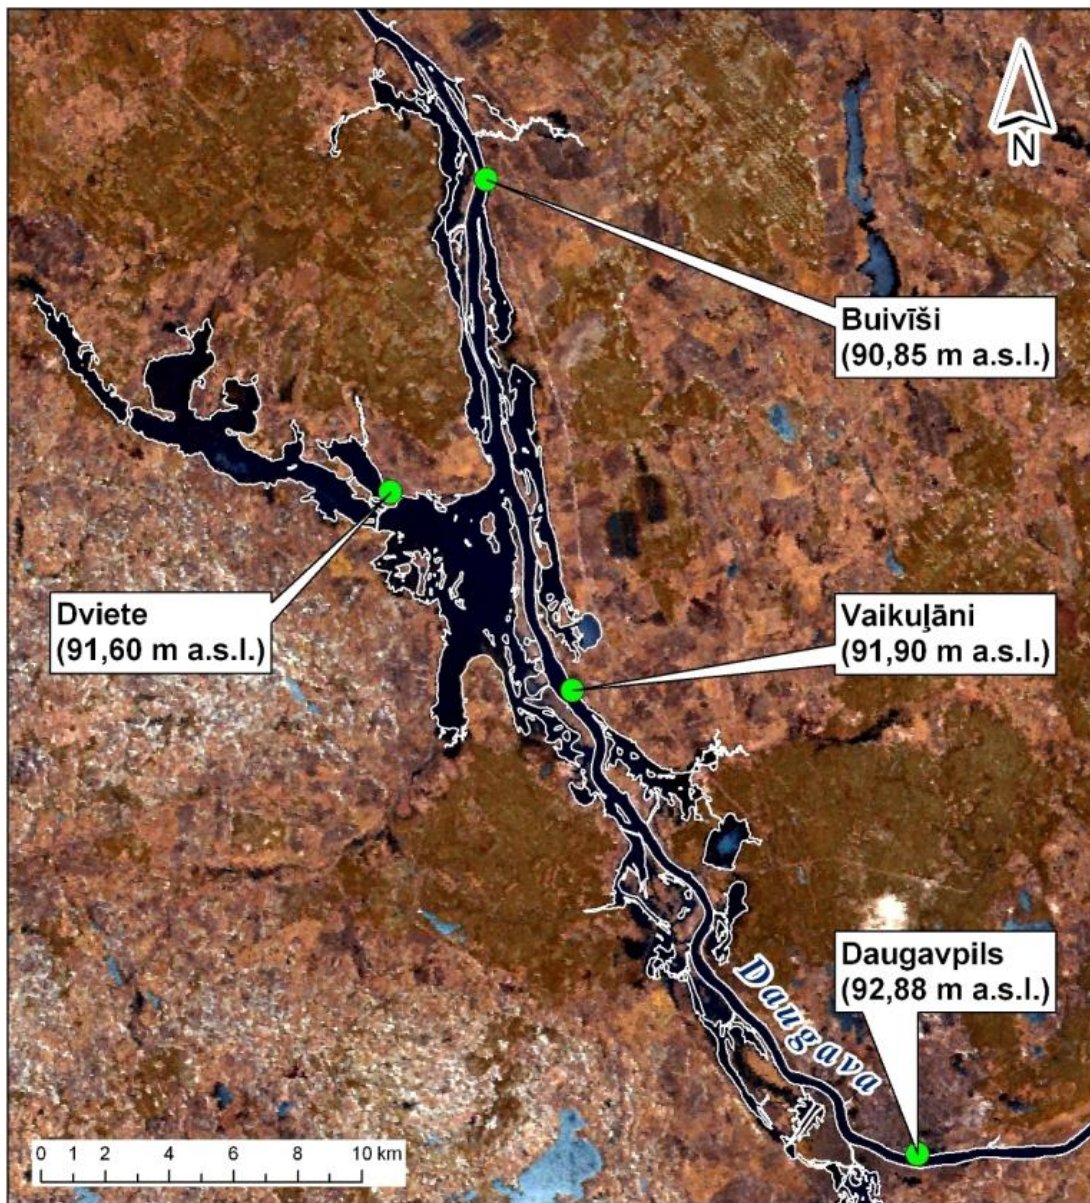 N
Buivīši
(90,85 m a.s.l.)
Dviete
(91,60 m a.s.l.)
Vaikuļāni
(91,90 m a.s.l.)
Daugavpils
(92,88 m a.s.l.)
Daugava
0 1 2 4 6 8 10 km